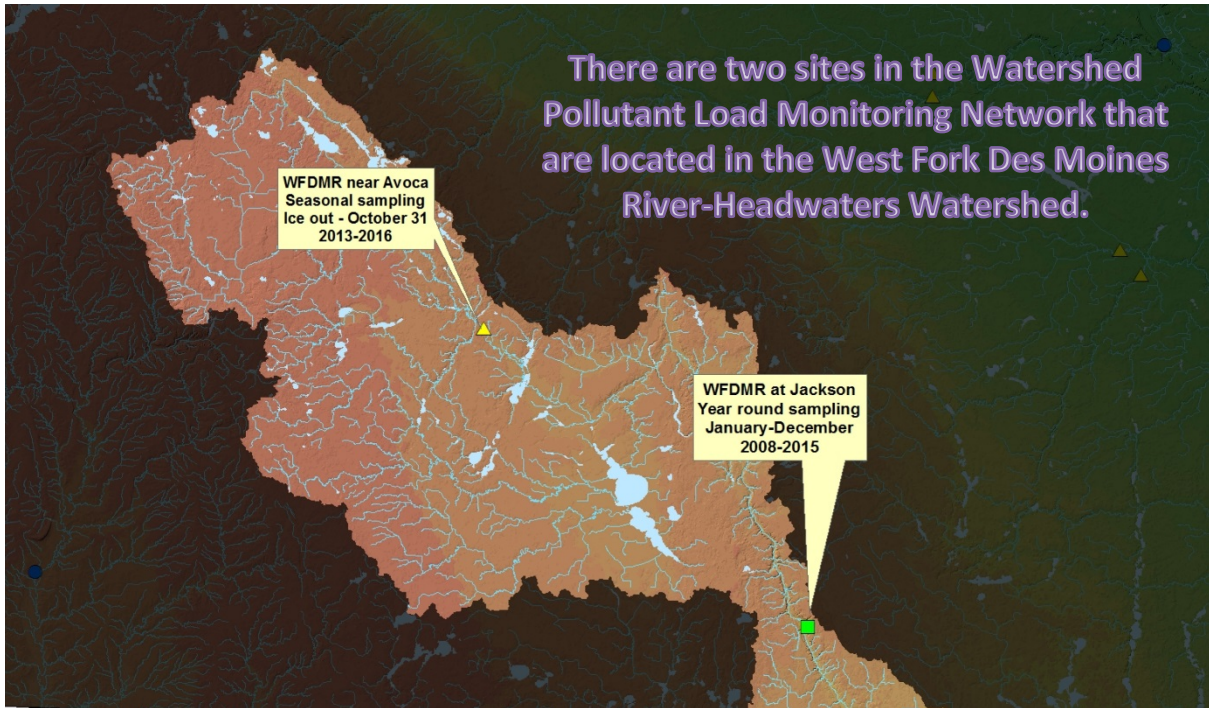 There are two sites in the Watershed
Pollutant Load Monitoring Network that
are located in the West Fork Des Moines
River-Headwaters Watershed.
WFDMR near Avoca
Seasonal sampling
Ice out - October 31
2013-2016
WFDMR at Jackson
Year round sampling
January-December
2008-2015